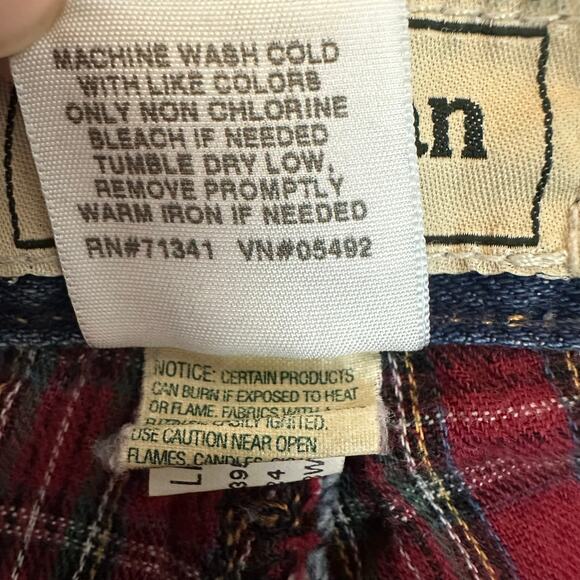 MACHINE WASH COLD
WITH LIKE COLORS
ONLY NON CHLORINE
BLEACH IF NEEDED
TUMBLE DRY LOW,
REMOVE PROMPTLY
WARM IRON IF NEEDED
RN#71341 VN#05492
an
NOTICE: CERTAIN PRODUCTS
CAN BURN IF EXPOSED TO HEAT
OR FLAME. FABRICS WITH A
EASILY IGNITED.
USE CAUTION NEAR OPEN
FLAMES, CANDLES,